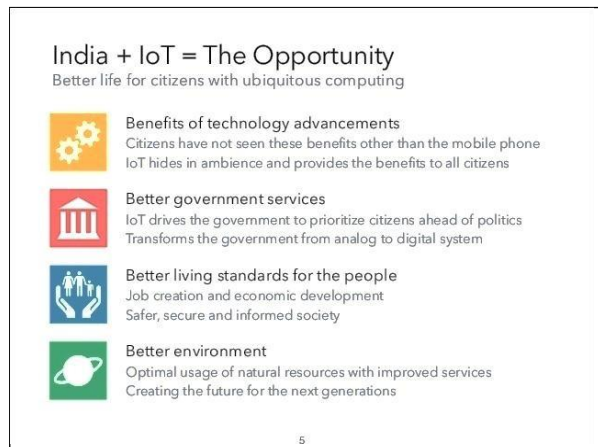 India + IoT = The Opportunity
Better life for citizens with ubiquitous computing
Benefits of technology advancements
Citizens have not seen these benefits other than the mobile phone
IoT hides in ambience and provides the benefits to all citizens
Better government services
IoT drives the government to prioritize citizens ahead of politics
Transforms the government from analog to digital system
Better living standards for the people
Job creation and economic development
Safer, secure and informed society
Better environment
Optimal usage of natural resources with improved services
Creating the future for the next generations
5